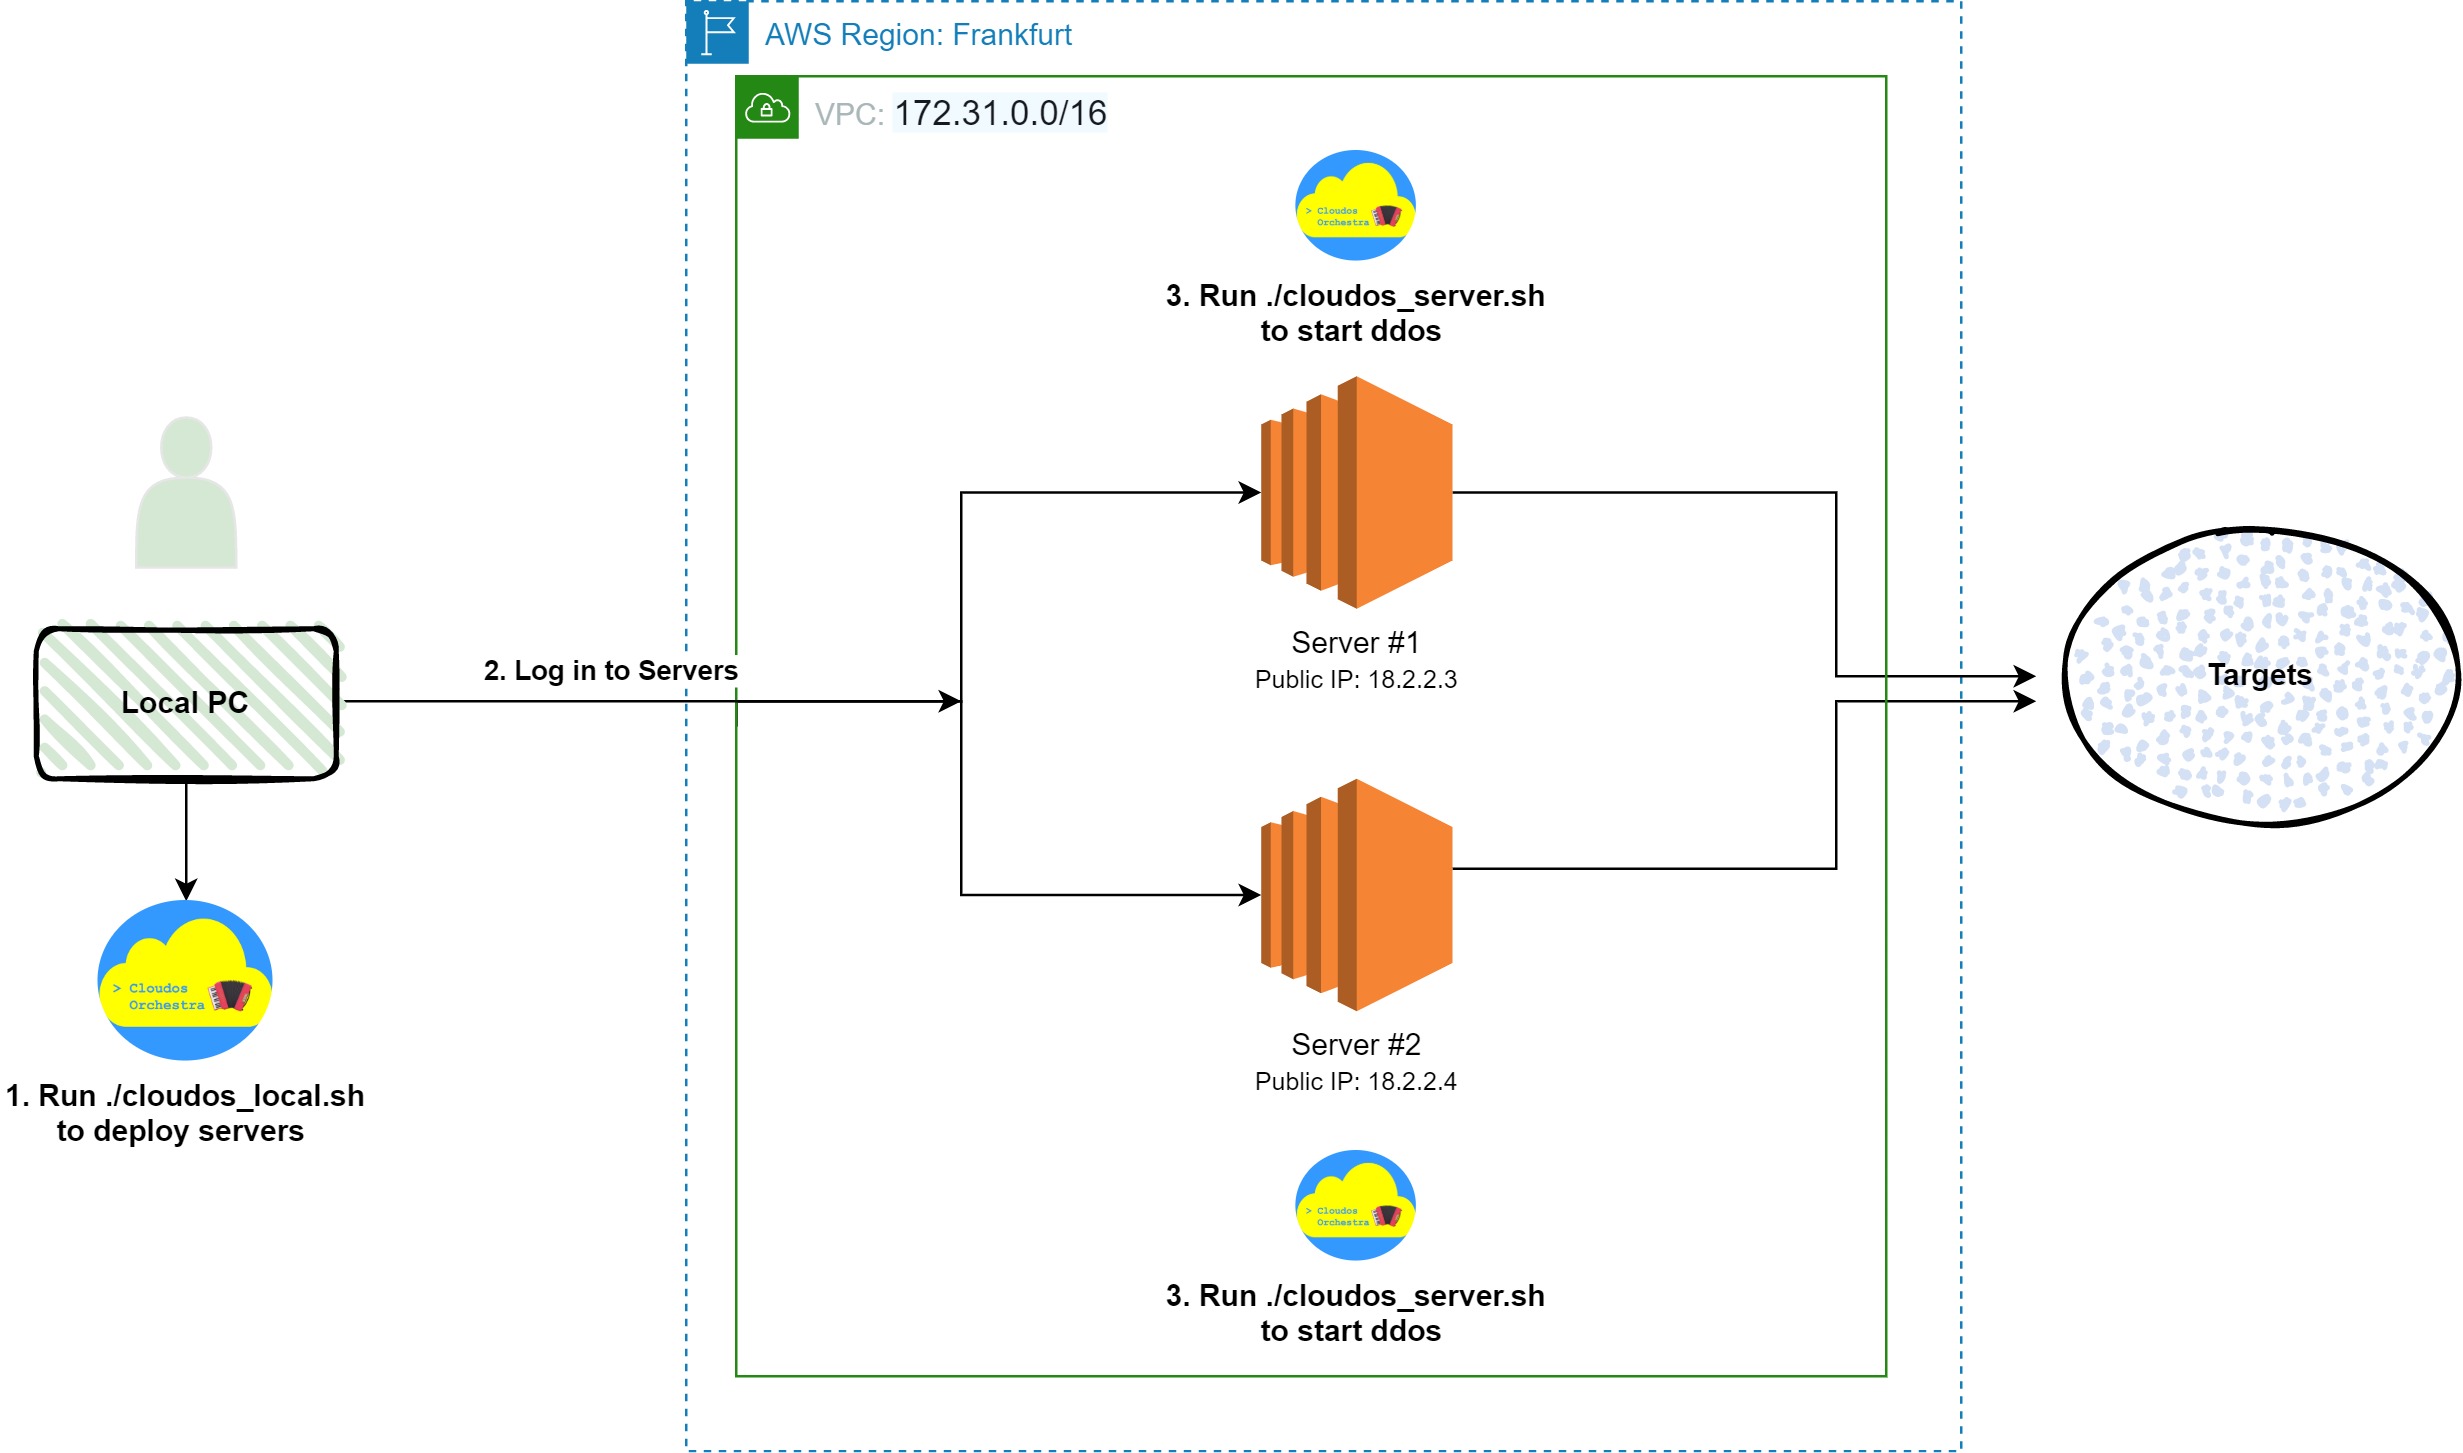 AWS Region: Frankfurt
VPC: 172.31.0.0/16
> Cloudos
Orchestra
3. Run ./cloudos_server.sh
to start ddos
Server #1
Public IP: 18.2.2.3
2. Log in to Servers
Local PC
Targets
> Cloudos
Orchestra
1. Run ./cloudos_local.sh
to deploy servers
Server #2
Public IP: 18.2.2.4
> Cloudos
Orchestra
3. Run ./cloudos_server.sh
to start ddos